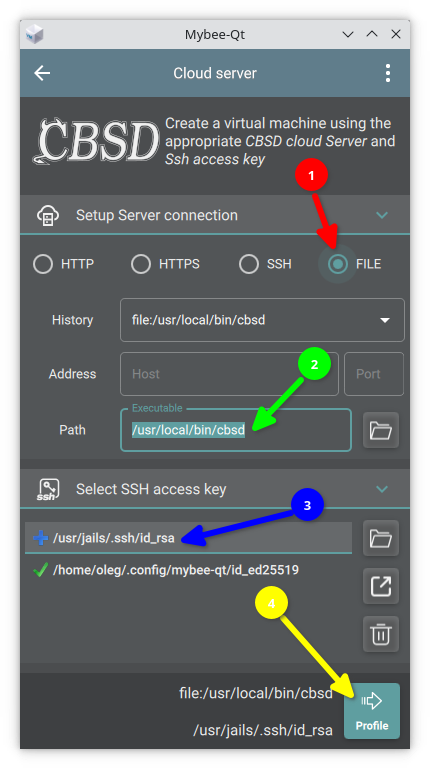 Mybee-Qt
Cloud server
CBSD
Create a virtual machine using the
appropriate CBSD cloud Server and
Ssh access key
1
Setup Server connection
HTTP
HTTPS
SSH
FILE
History
file:/usr/local/bin/cbsd
Address
Host
Port
2
Executable
Path
/usr/local/bin/cbsd
ssh
Select SSH access key
3
/usr/jails/.ssh/id_rsa
/home/oleg/.config/mybee-qt/id_ed25519
4
file:/usr/local/bin/cbsd
/usr/jails/.ssh/id_rsa
Profile